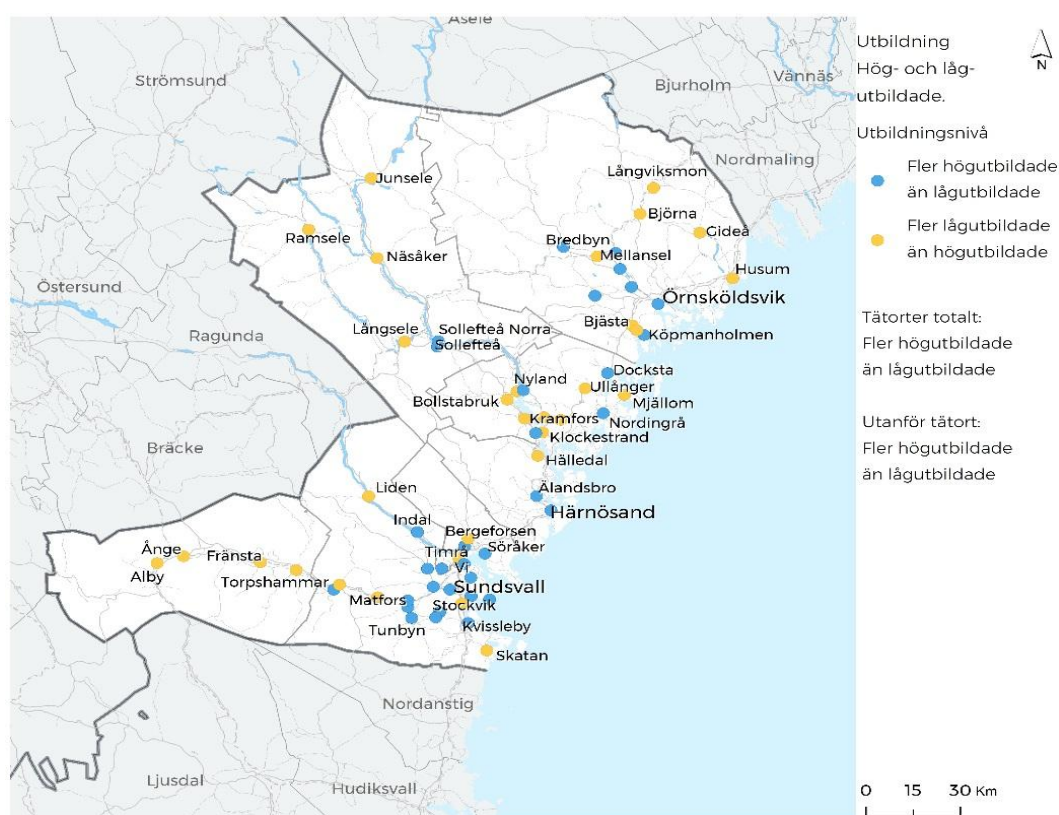 Åsele
Strömsund
Bjurholm
Vännäs
Nordmaling
Junsele
Långviksmon
Björna
Ramsele
Gideå
Näsåker
Bredbyn
Mellansel
Husum
Östersund
Örnsköldsvik
Ragunda
Bjästa
Köpmanholmen
Långsele
Sollefteå Norra
Sollefteå
Docksta
Nyland
Ullånger
Bollstabruk
Mjällom
Kramfors
Nordingrå
Klockestrand
Bräcke
Hälledal
Liden
Älandsbro
Härnösand
Indal
Bergeforsen
Ånge
Fränsta
Timrå
Söråker
Alby
Torpshammar
Vi
Sundsvall
Matfors
Stockvik
Tunbyn
Kvissleby
Skatan
Nordanstig
Ljusdal
Hudiksvall
Utbildning
Hög- och låg-
utbildade.
N
Utbildningsnivå
Fler högutbildade
än lågutbildade
Fler lågutbildade
än högutbildade
Tätorter totalt:
Fler högutbildade
än lågutbildade
Utanför tätort:
Fler högutbildade
än lågutbildade
0 15 30 Km